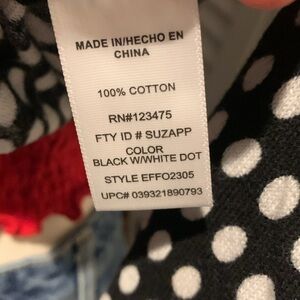 MADE IN/HECHO EN
CHINA
100% COTTON
RN#123475
FTY ID # SUZAPP
COLOR
BLACK W/WHITE DOT
STYLE EFFO2305
UPC# 039321890793